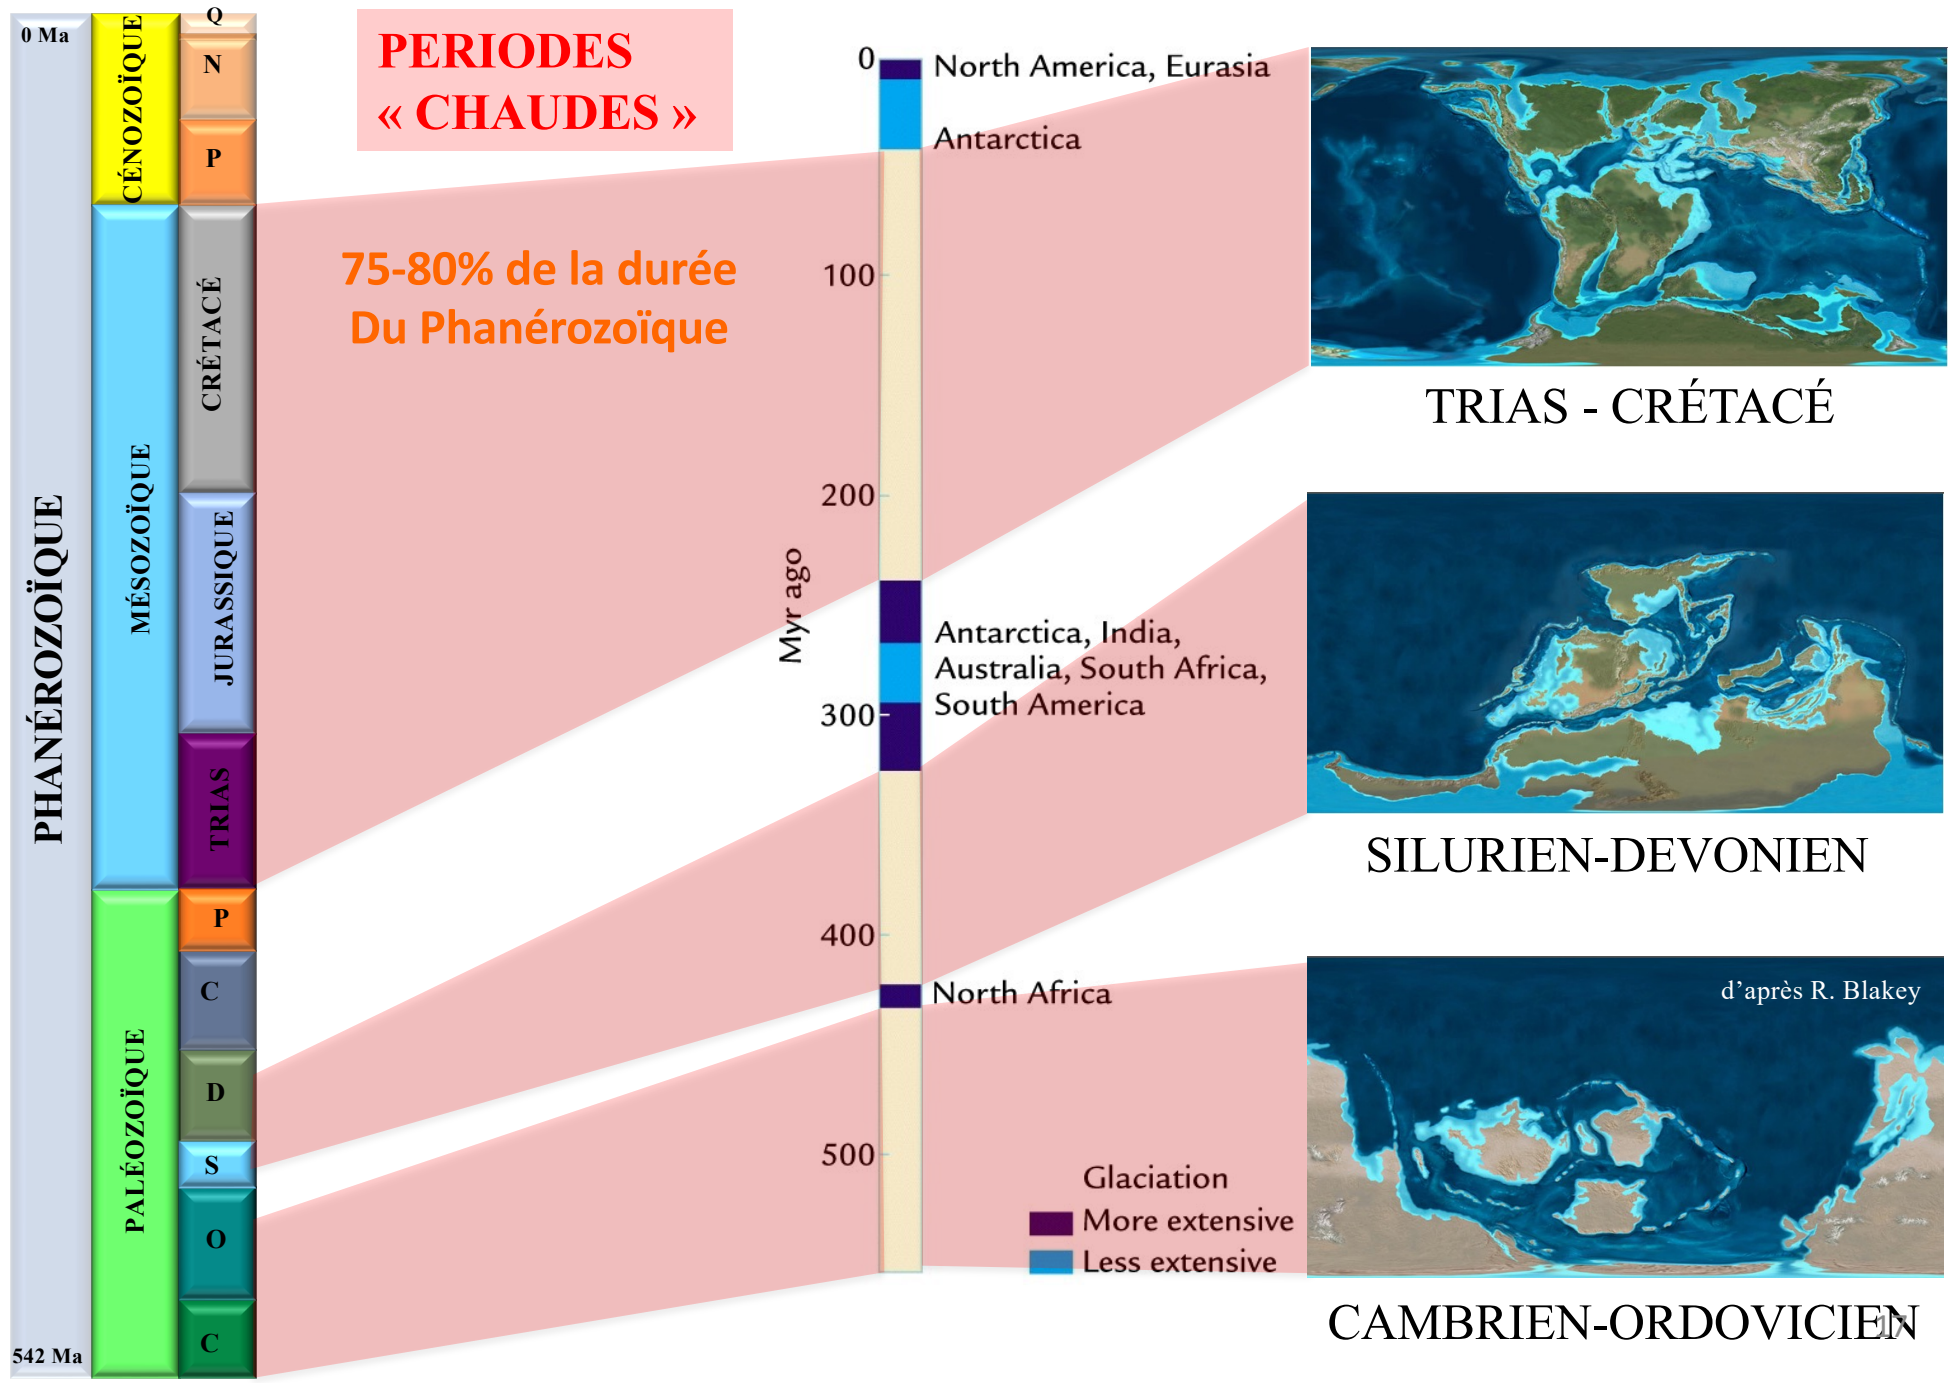 0 Ma
PHANÉROZOÏQUE
542 Ma
CÉNOZOÏQUE
MÉSOZOÏQUE
PALÉOZOÏQUE
Q
N
P
CRÉTACÉ
JURASSIQUE
TRIAS
P
C
D
S
O
C
PERIODES
« CHAUDES »
75-80% de la durée
Du Phanérozoïque
Myr ago
0
100
200
300
400
500
North America, Eurasia
Antarctica
Antarctica, India,
Australia, South Africa,
South America
North Africa
Glaciation
More extensive
Less extensive
TRIAS - CRÉTACÉ
SILURIEN-DEVONIEN
d’après R. Blakey
CAMBRIEN-ORDOVICIEN
17